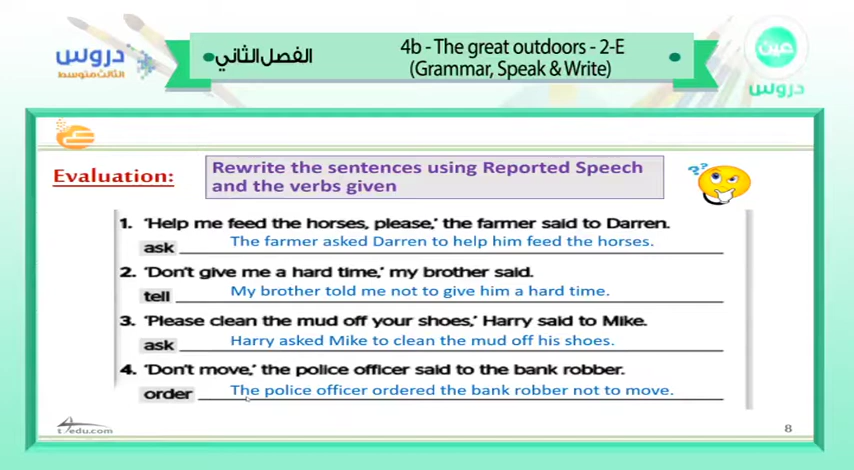 4b - The great outdoors - 2-E
(Grammar, Speak & Write)
الفصل الثاني
دروس
الثالث متوسط
عين
دروس
Evaluation:
Rewrite the sentences using Reported Speech
and the verbs given
1. 'Help me feed the horses, please,' the farmer said to Darren.
ask The farmer asked Darren to help him feed the horses.
2. 'Don't give me a hard time,' my brother said.
tell My brother told me not to give him a hard time.
3. 'Please clean the mud off your shoes,' Harry said to Mike.
ask Harry asked Mike to clean the mud off his shoes.
4. 'Don't move,' the police officer said to the bank robber.
order The police officer ordered the bank robber not to move.
t4edu.com
8